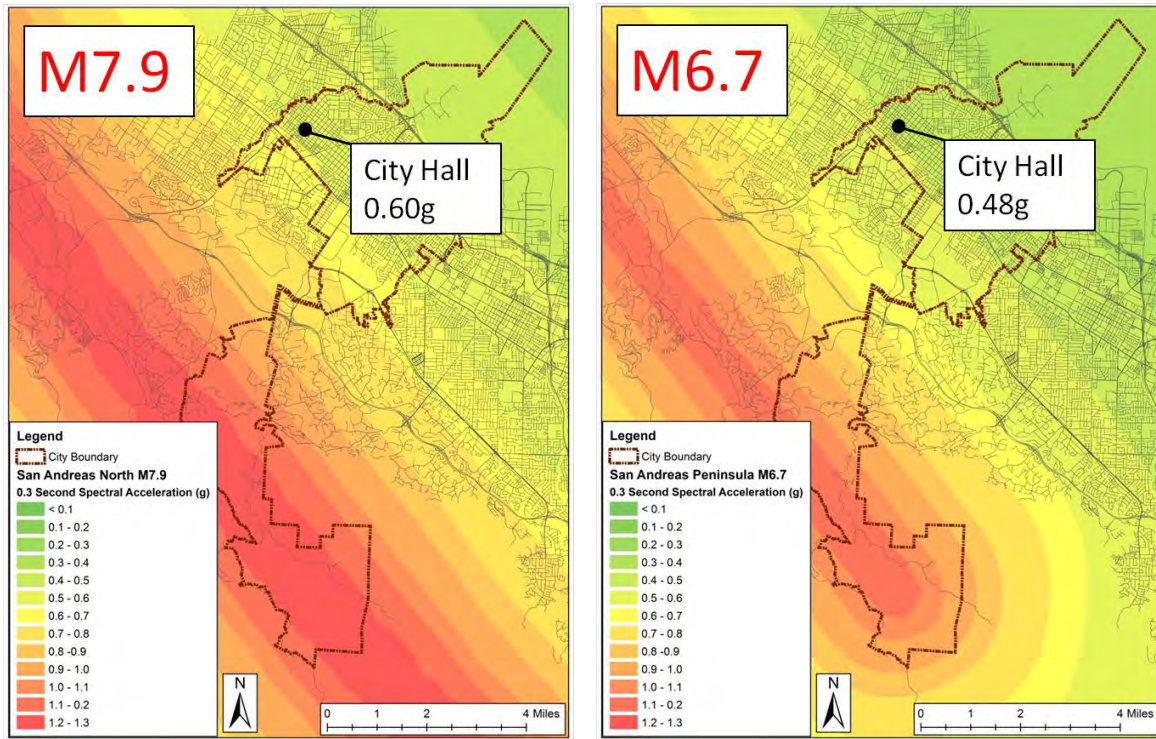 M7.9
City Hall
0.60g
Legend
City Boundary
San Andreas North M7.9
0.3 Second Spectral Acceleration (g)
< 0.1
0.1 - 0.2
0.2 - 0.3
0.3 - 0.4
0.4 - 0.5
0.5 - 0.6
0.6 - 0.7
0.7 - 0.8
0.8 -0.9
0.9 - 1.0
1.0 - 1.1
1.1 - 0.2
1.2 - 1.3
N
0 1 2 4 Miles
M6.7
City Hall
0.48g
Legend
City Boundary
San Andreas Peninsula M6.7
0.3 Second Spectral Acceleration (g)
< 0.1
0.1 - 0.2
0.2 - 0.3
0.3 - 0.4
0.4 - 0.5
0.5 - 0.6
0.6 - 0.7
0.7 - 0.8
0.8 -0.9
0.9 - 1.0
1.0 - 1.1
1.1 - 0.2
1.2 - 1.3
N
0 1 2 4 Miles